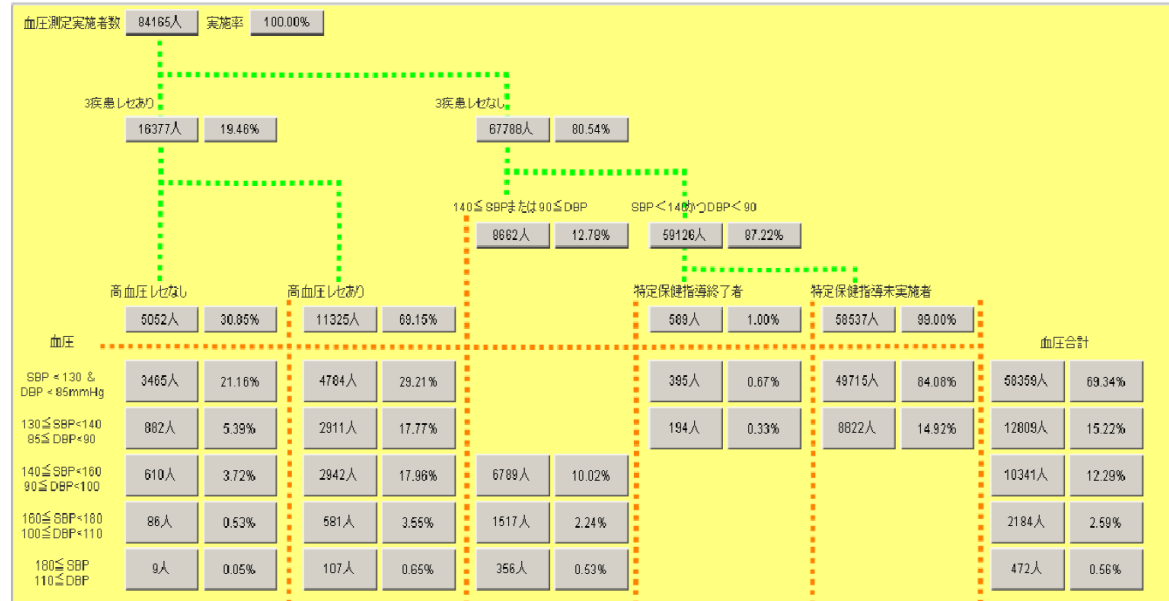 血圧測定実施者数 84165人 実施率 100.00%
3疾患レセあり 3疾患レセなし
16377人 19.46% 67788人 80.54%
140≦SBPまたは90≦DBP SBP<140かつDBP<90
8662人 12.78% 59126人 87.22%
高血圧レセなし 高血圧レセあり 特定保健指導終了者 特定保健指導未実施者
5052人 30.85% 11325人 69.15% 589人 1.00% 58537人 99.00%
血圧 血圧合計
SBP <130 &
DBP <85mmHg
3465人 21.16% 4784人 29.21% 395人 0.67% 49715人 84.08% 58359人 69.34%
130≦SBP<140
85≦DBP<90
882人 5.39% 2911人 17.77% 194人 0.33% 8822人 14.92% 12809人 15.22%
140≦SBP<160
90≦DBP<100
610人 3.72% 2942人 17.96% 6789人 10.02% 10341人 12.29%
160≦SBP<180
100≦DBP<110
86人 0.53% 581人 3.55% 1517人 2.24% 2184人 2.59%
180≦SBP
110≦DBP
9人 0.05% 107人 0.65% 356人 0.53% 472人 0.56%